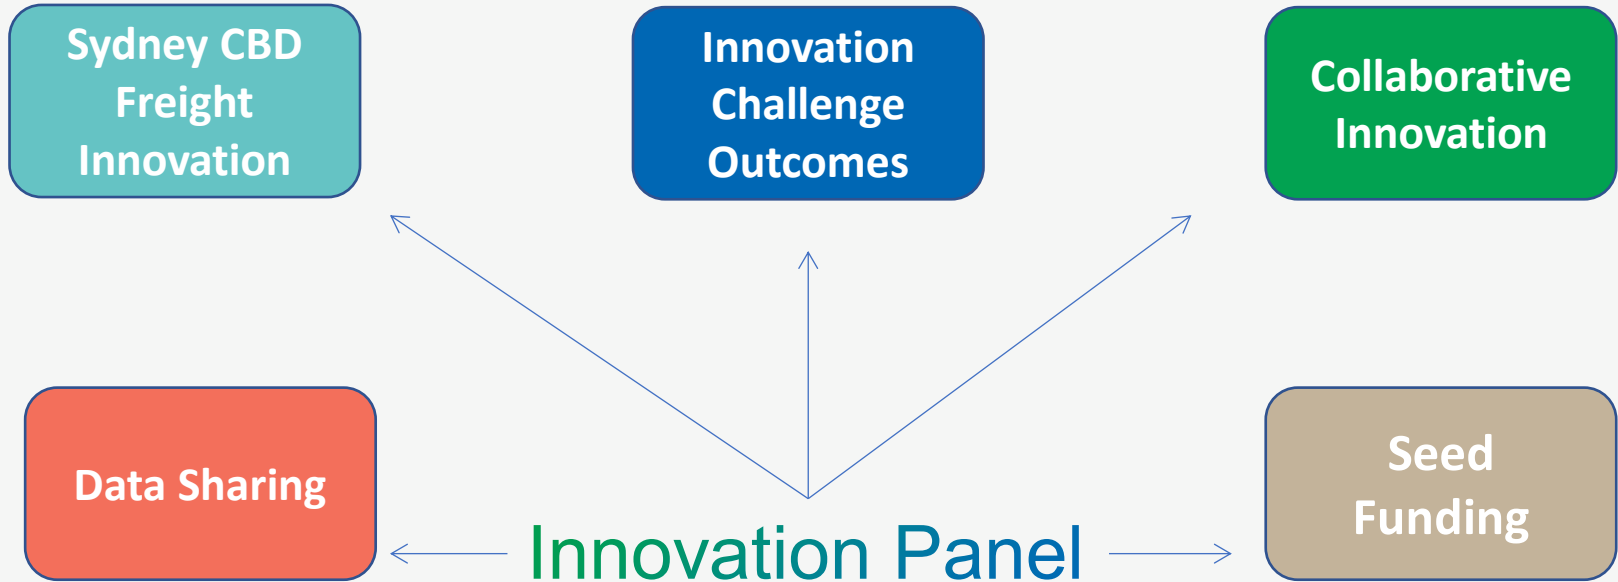 Sydney CBD
Freight
Innovation
Innovation
Challenge
Outcomes
Collaborative
Innovation
Data Sharing
Seed
Funding
Innovation Panel